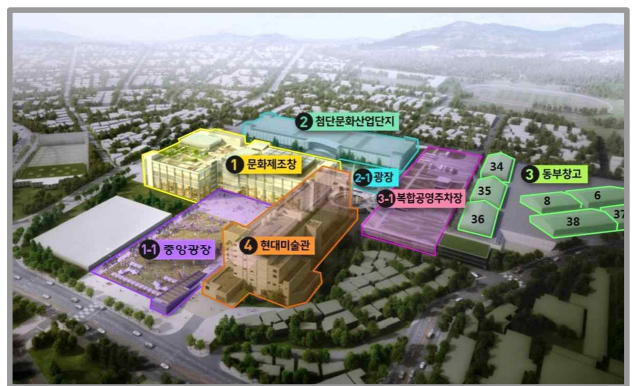 2 첨단문화산업단지
1 문화제조창
2-1 광장
3-1 복합공영주차장
34
35
36
3 동부창고
8
6
38
37
1-1 중앙광장
4 현대미술관